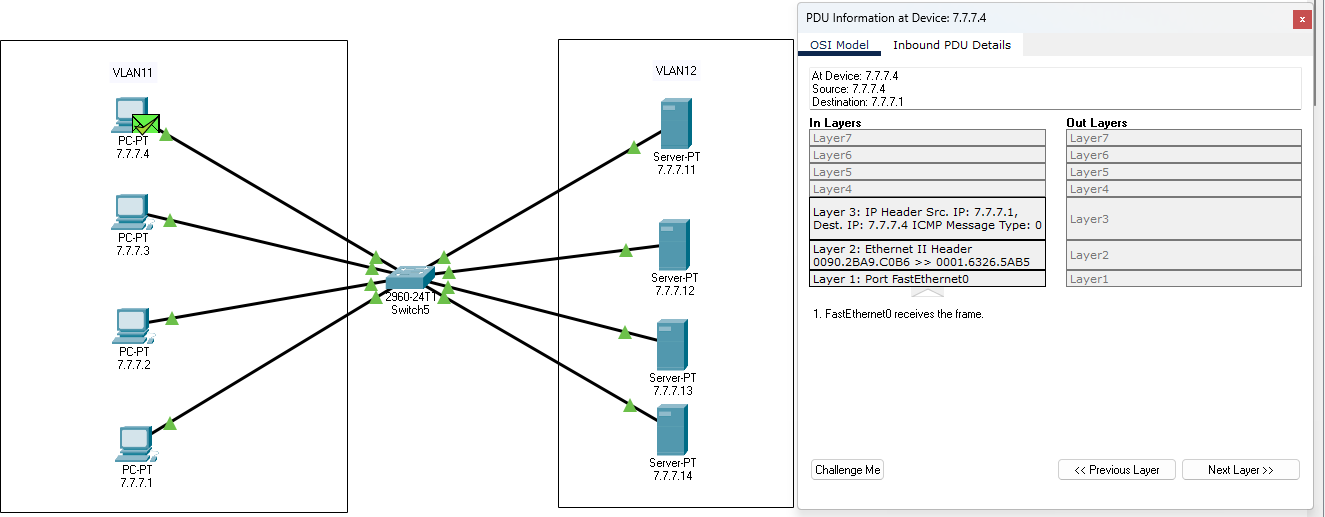 VLAN11
PC-PT
7.7.7.4
PC-PT
7.7.7.3
PC-PT
7.7.7.2
PC-PT
7.7.7.1
2960-24TT
Switch5
VLAN12
Server-PT
7.7.7.11
Server-PT
7.7.7.12
Server-PT
7.7.7.13
Server-PT
7.7.7.14
PDU Information at Device: 7.7.7.4
x
OSI Model Inbound PDU Details
At Device: 7.7.7.4
Source: 7.7.7.4
Destination: 7.7.7.1
In Layers
Layer7
Layer6
Layer5
Layer4
Layer 3: IP Header Src. IP: 7.7.7.1,
Dest. IP: 7.7.7.4 ICMP Message Type: 0
Layer 2: Ethernet II Header
0090.2BA9.C0B6 >> 0001.6326.5AB5
Layer 1: Port FastEthernet0
Out Layers
Layer7
Layer6
Layer5
Layer4
Layer3
Layer2
Layer1
1. FastEthernet0 receives the frame.
Challenge Me
<< Previous Layer
Next Layer >>